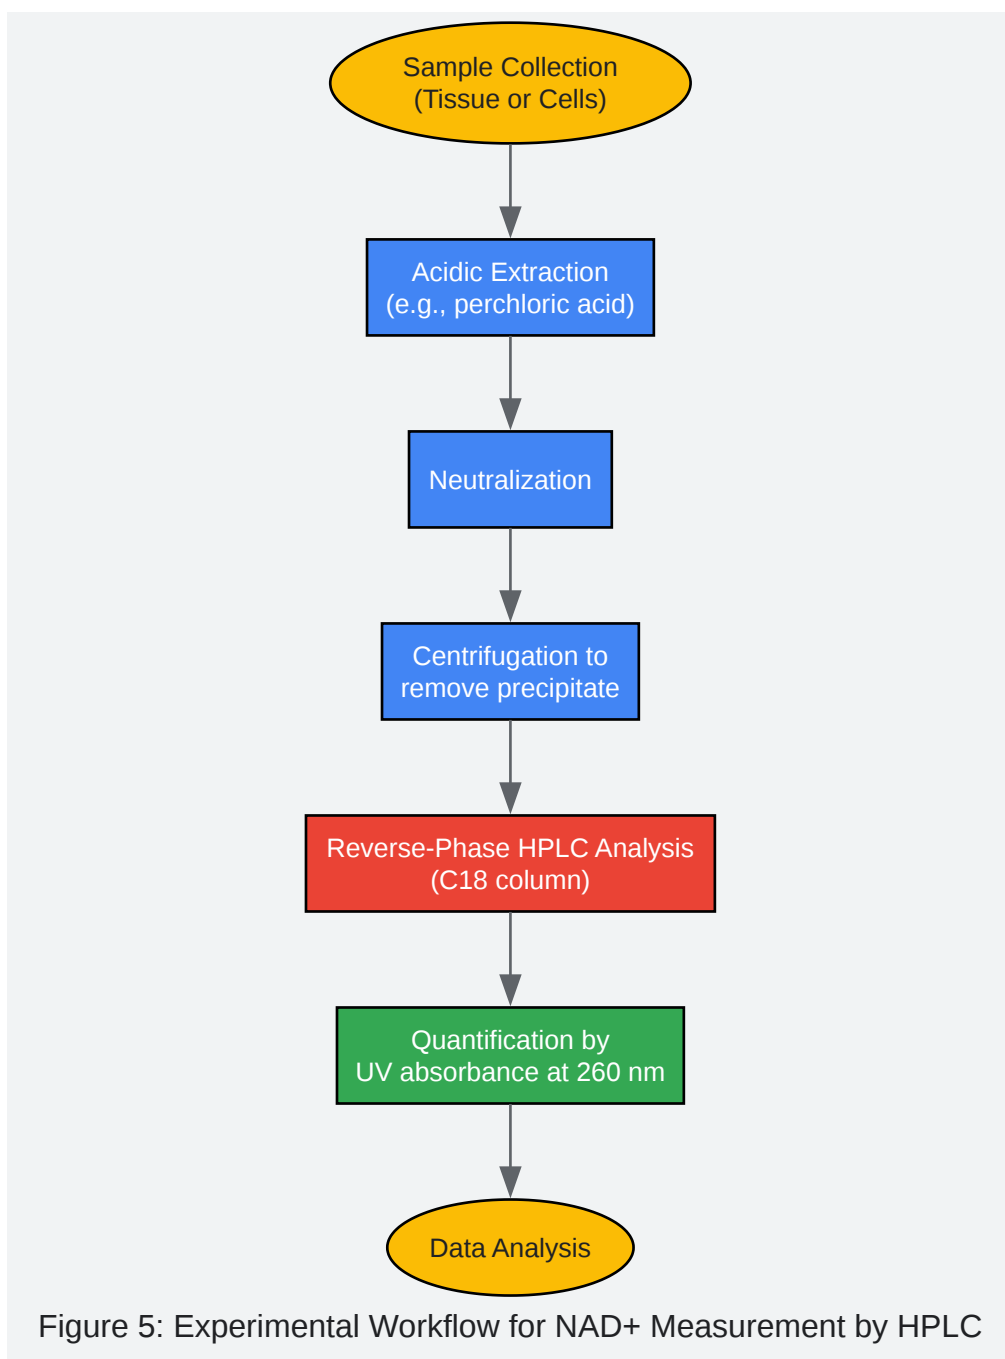 Sample Collection
(Tissue or Cells)
Acidic Extraction
(e.g., perchloric acid)
Neutralization
Centrifugation to
remove precipitate
Reverse-Phase HPLC Analysis
(C18 column)
Quantification by
UV absorbance at 260 nm
Data Analysis
Figure 5: Experimental Workflow for NAD+ Measurement by HPLC